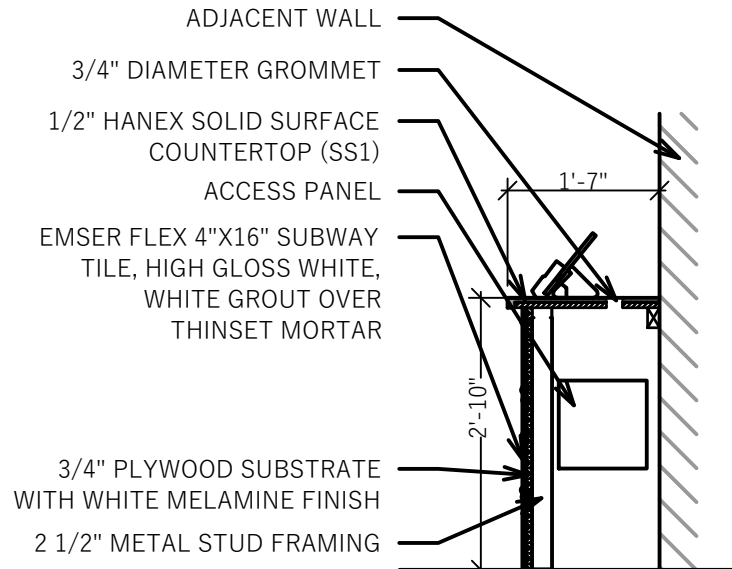 ADJACENT WALL
3/4" DIAMETER GROMMET
1/2" HANEX SOLID SURFACE
COUNTERTOP (SS1)
ACCESS PANEL
EMSER FLEX 4"X16" SUBWAY
TILE, HIGH GLOSS WHITE,
WHITE GROUT OVER
THINSET MORTAR
3/4" PLYWOOD SUBSTRATE
WITH WHITE MELAMINE FINISH
2 1/2" METAL STUD FRAMING
1'-7"
2'-10"